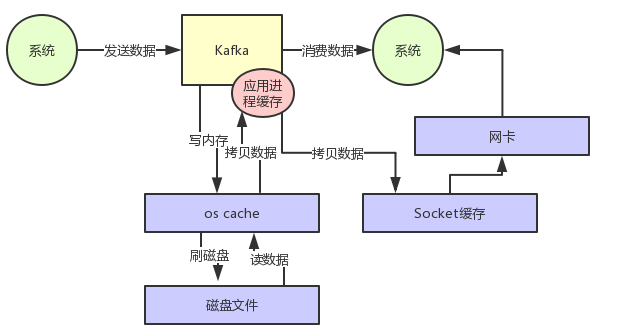 系统
发送数据
Kafka
消费数据
系统
应用进
程缓存
写内存
拷贝数据
拷贝数据
网卡
os cache
Socket缓存
刷磁盘
读数据
磁盘文件